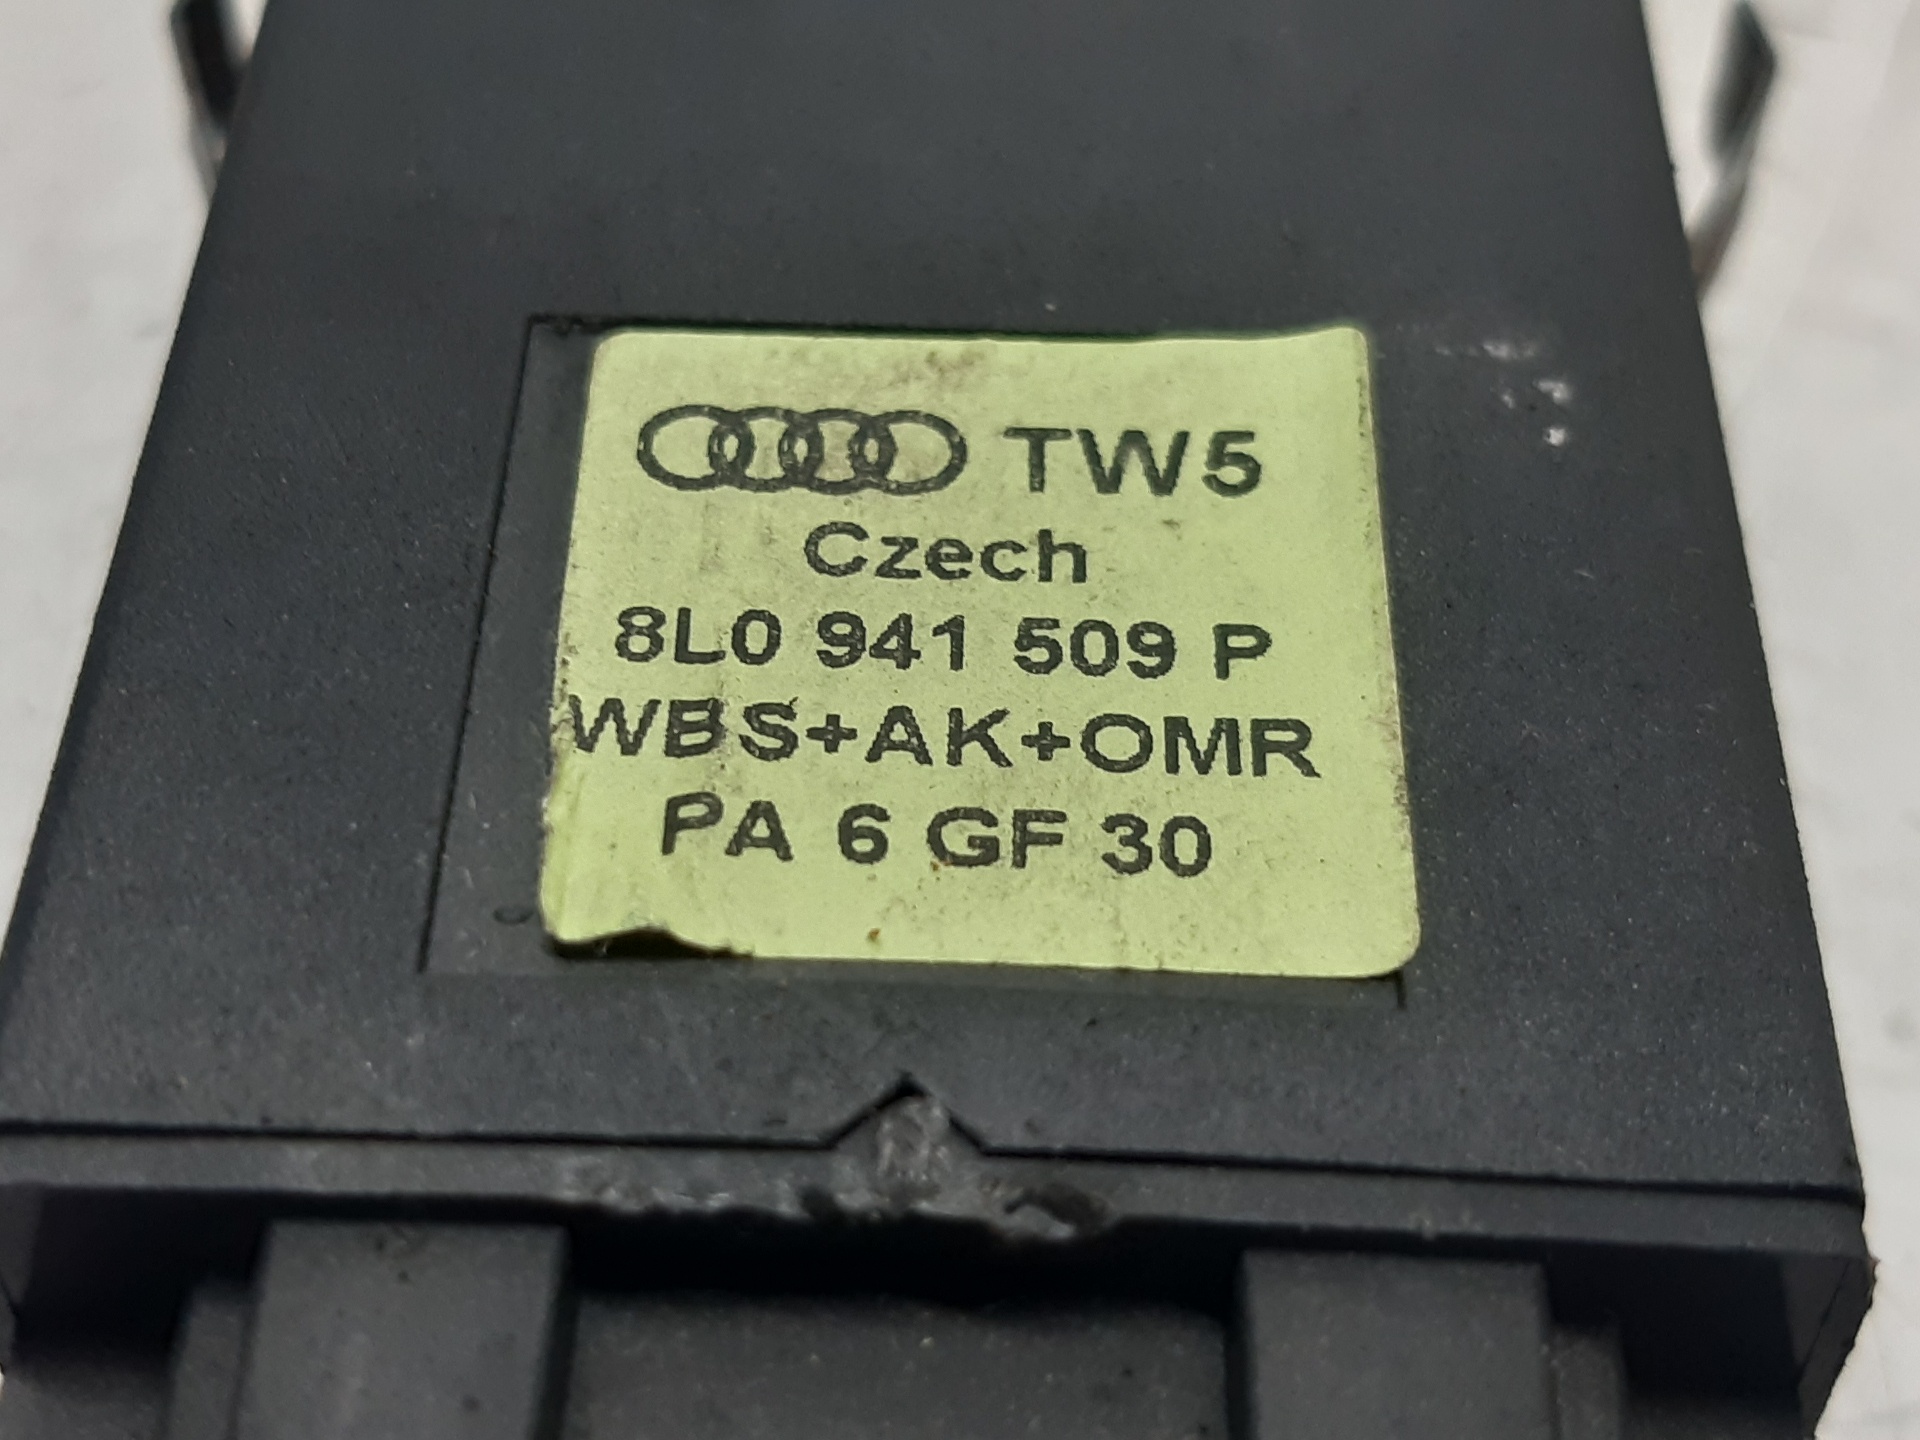 TW5
Czech
8L0 941 509 P
WBS+AK+OMR
PA 6 GF 30